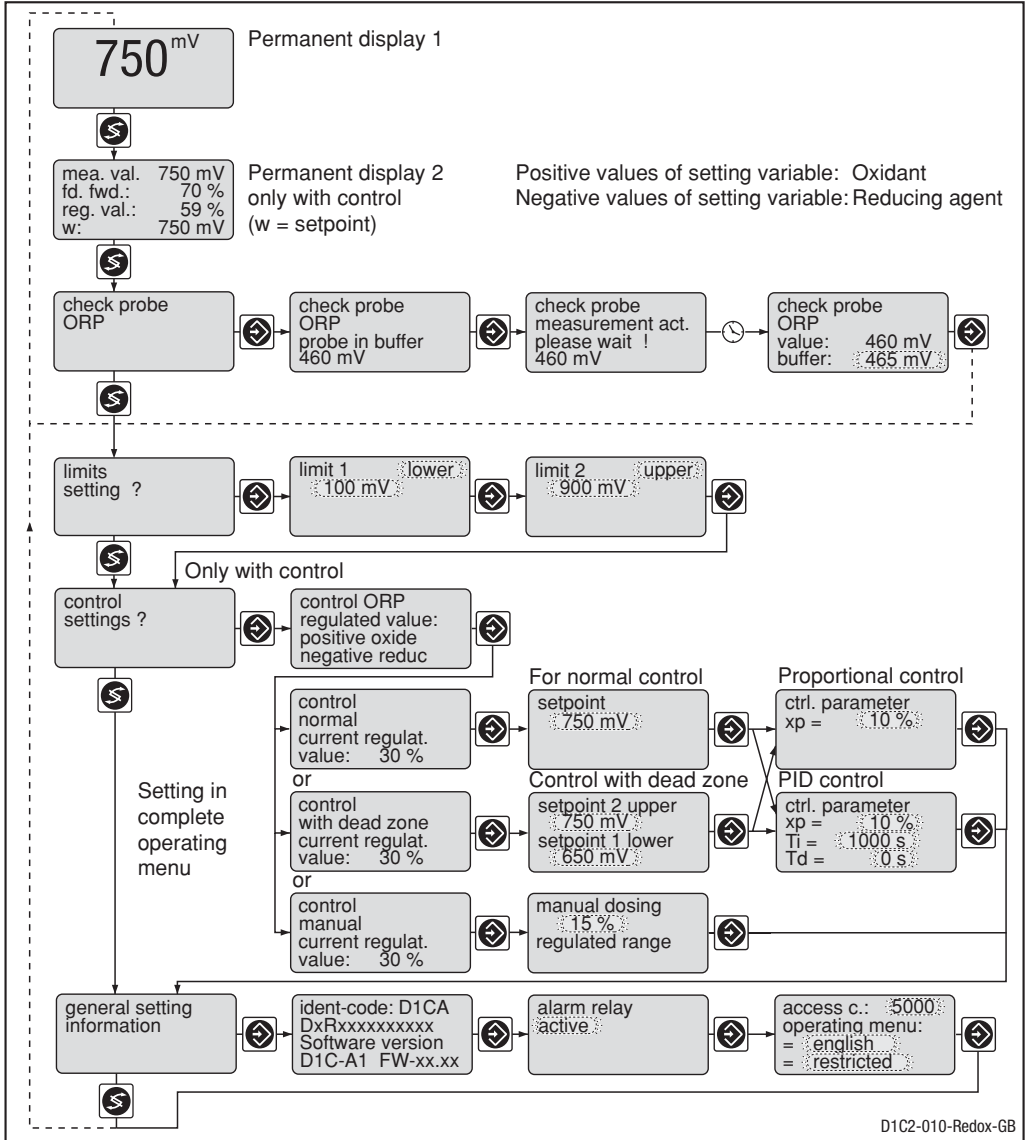 750 mV
Permanent display 1
mea. val. 750 mV
fd. fwd.: 70 %
reg. val.: 59 %
w: 750 mV
Permanent display 2
only with control
(w = setpoint)
Positive values of setting variable: Oxidant
Negative values of setting variable: Reducing agent
check probe
ORP
check probe
ORP
probe in buffer
460 mV
check probe
measurement act.
please wait !
460 mV
check probe
ORP
value: 460 mV
buffer: 465 mV
limits
setting ?
limit 1 lower
100 mV
limit 2 upper
900 mV
Only with control
control
settings ?
control ORP
regulated value:
positive oxide
negative reduc
For normal control
Proportional control
control
normal
current regulat.
value: 30 %
setpoint
750 mV
ctrl. parameter
xp = 10 %
or
Control with dead zone
PID control
Setting in
complete
operating
menu
control
with dead zone
current regulat.
value: 30 %
setpoint 2 upper
750 mV
setpoint 1 lower
650 mV
ctrl. parameter
xp = 10 %
Ti = 1000 s
Td = 0 s
or
control
manual
current regulat.
value: 30 %
manual dosing
15 %
regulated range
general setting
information
ident-code: D1CA
DxRxxxxxxxxxx
Software version
D1C-A1 FW-xx.xx
alarm relay
active
access c.: 5000
operating menu:
= english
= restricted
D1C2-010-Redox-GB